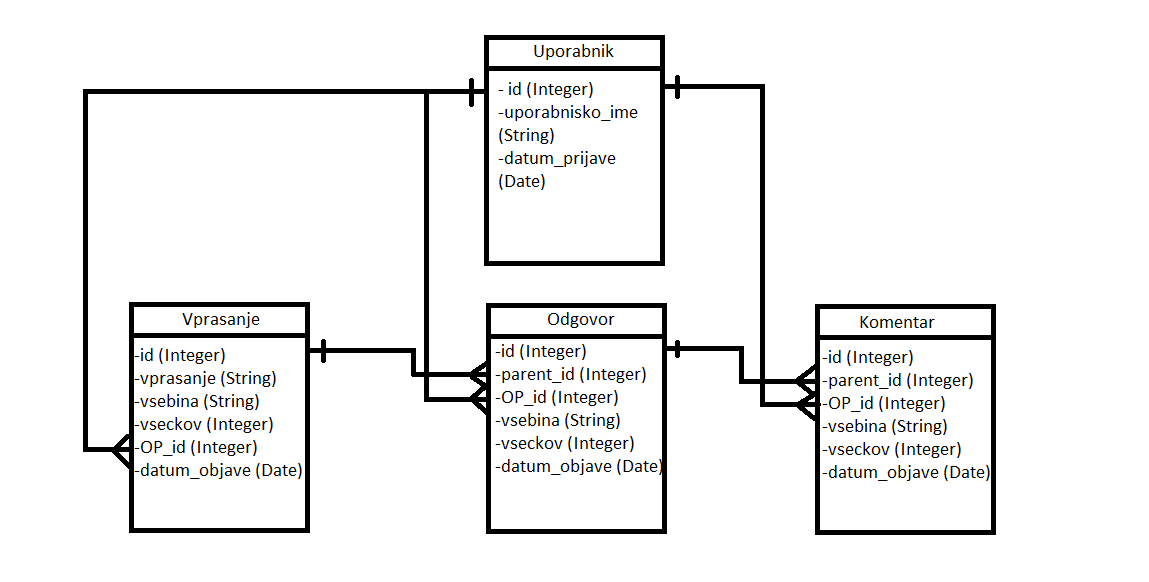 Uporabnik
- id (Integer)
-uporabnisko_ime
(String)
-datum_prijave
(Date)
Vprasanje
-id (Integer)
-vprasanje (String)
-vsebina (String)
-vseckov (Integer)
-OP_id (Integer)
-datum_objave (Date)
Odgovor
-id (Integer)
-parent_id (Integer)
-OP_id (Integer)
-vsebina (String)
-vseckov (Integer)
-datum_objave (Date)
Komentar
-id (Integer)
-parent_id (Integer)
-OP_id (Integer)
-vsebina (String)
-vseckov (Integer)
-datum_objave (Date)